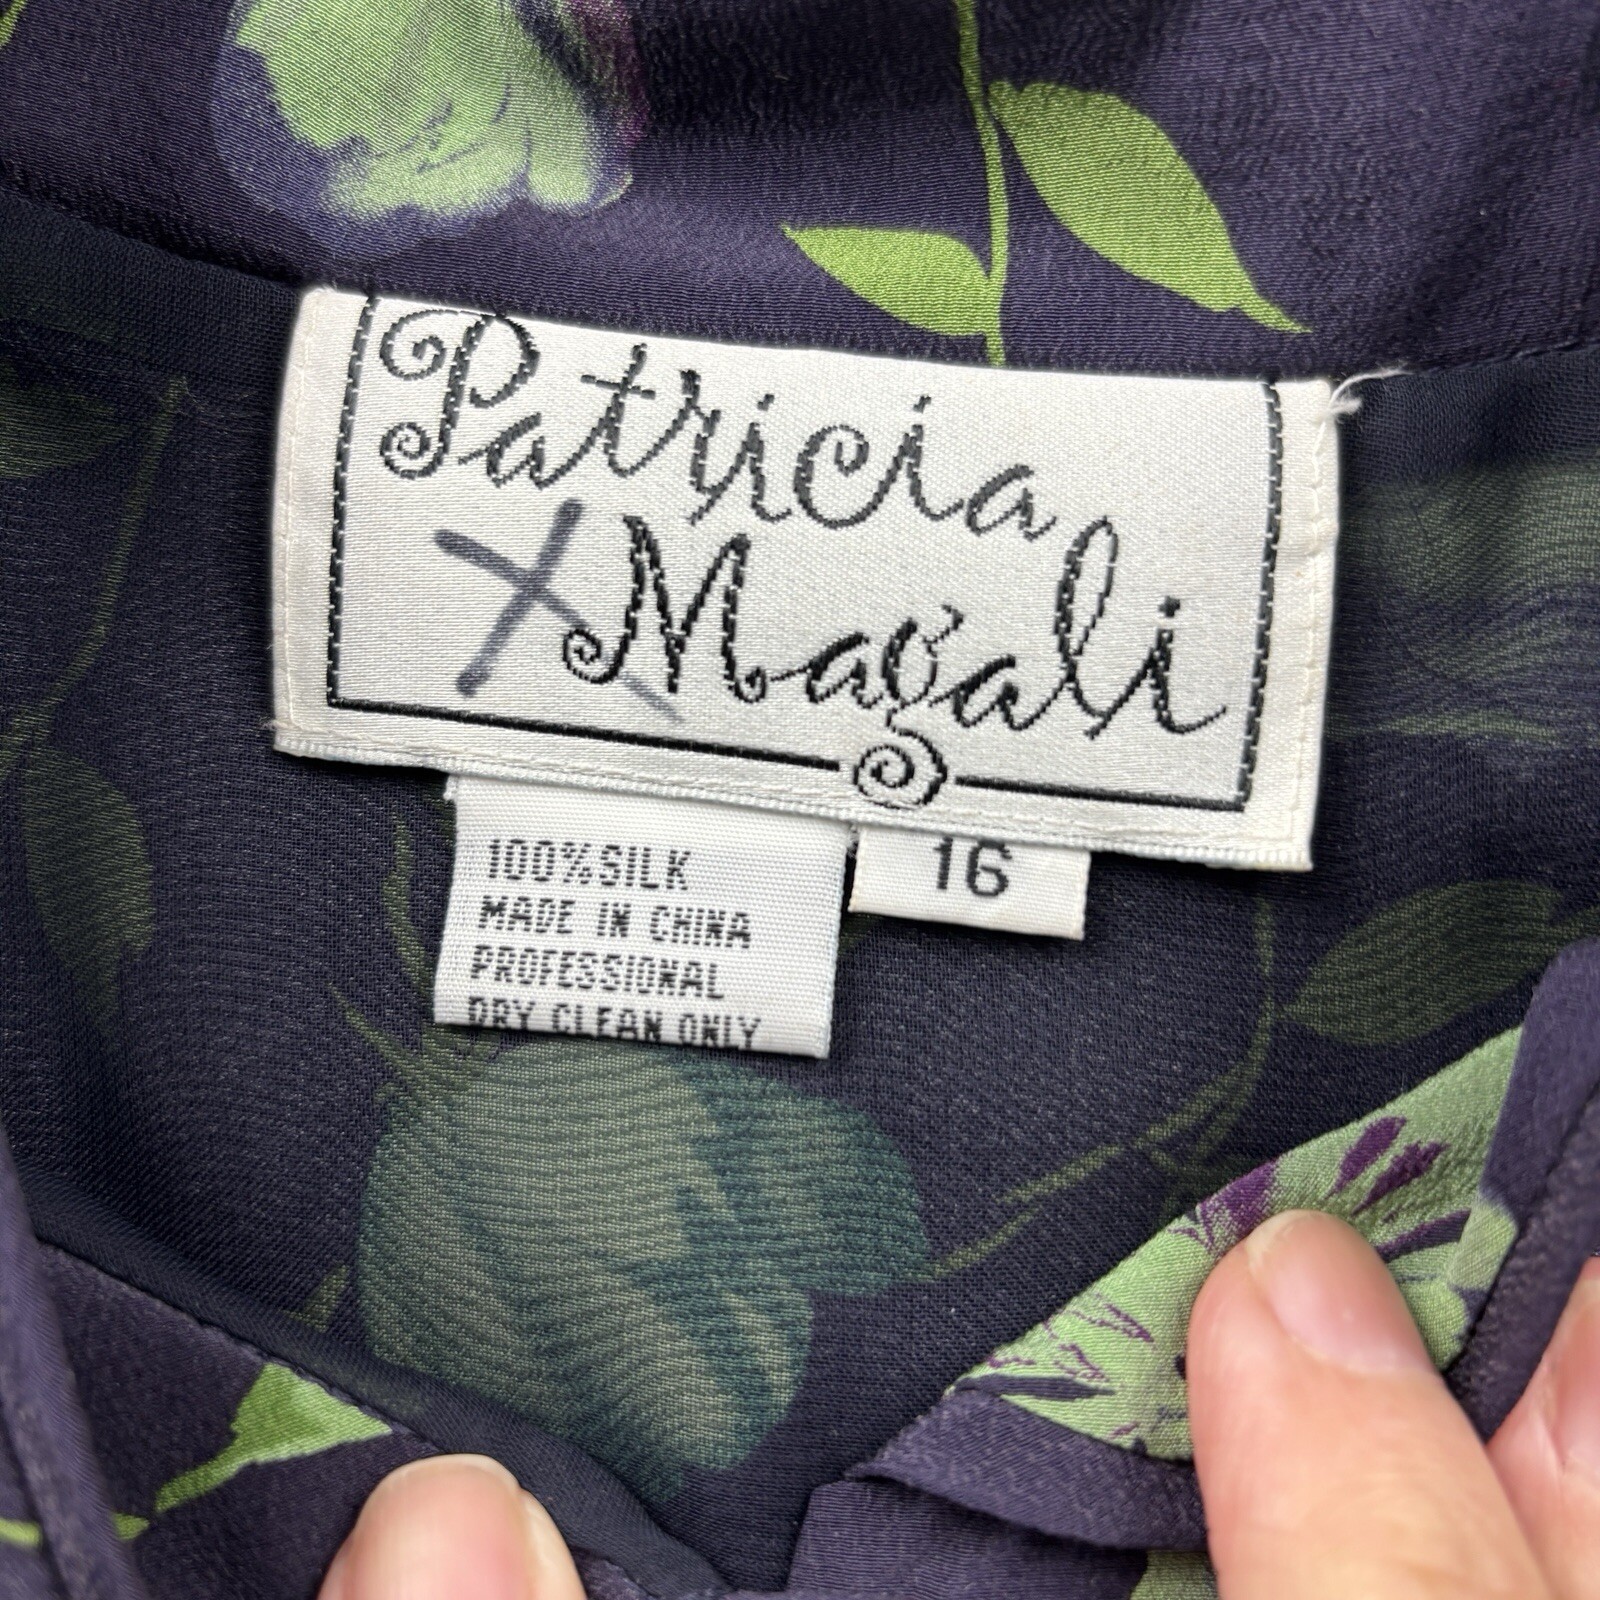 Patricia
Magali
16
100%SILK
MADE IN CHINA
PROFESSIONAL
DRY CLEAN ONLY